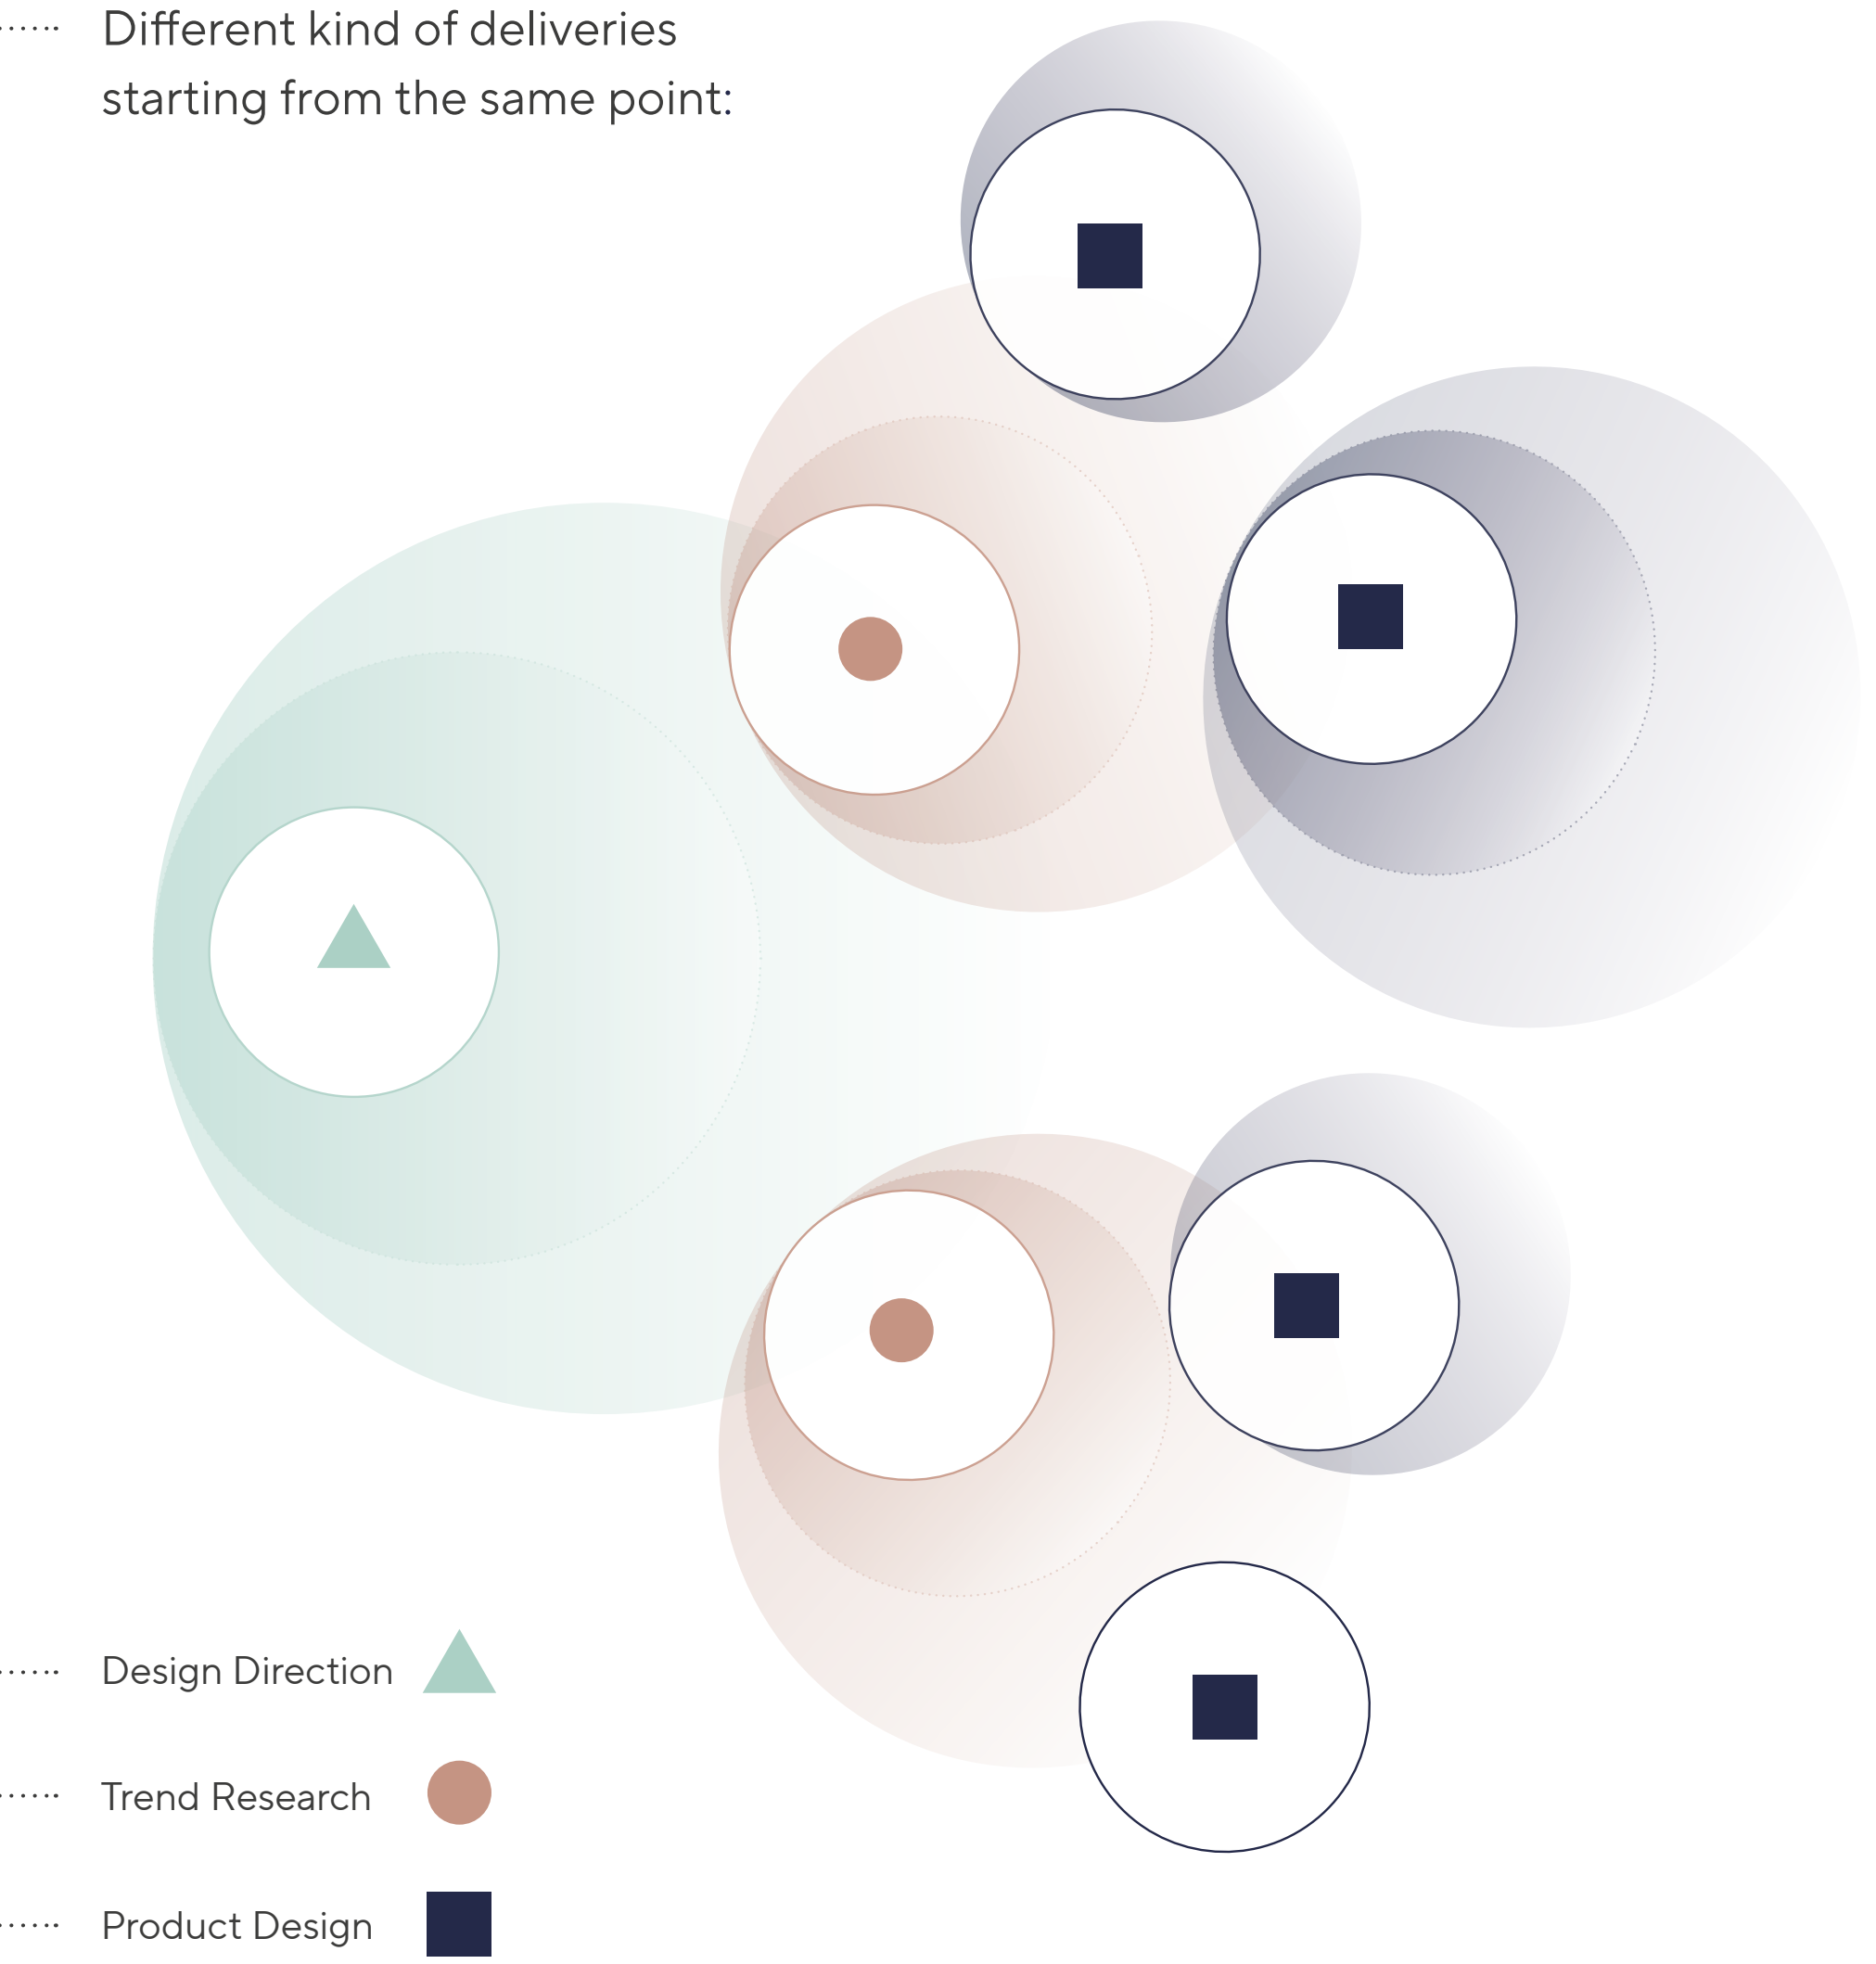 Different kind of deliveries
starting from the same point:
Design Direction
Trend Research
Product Design